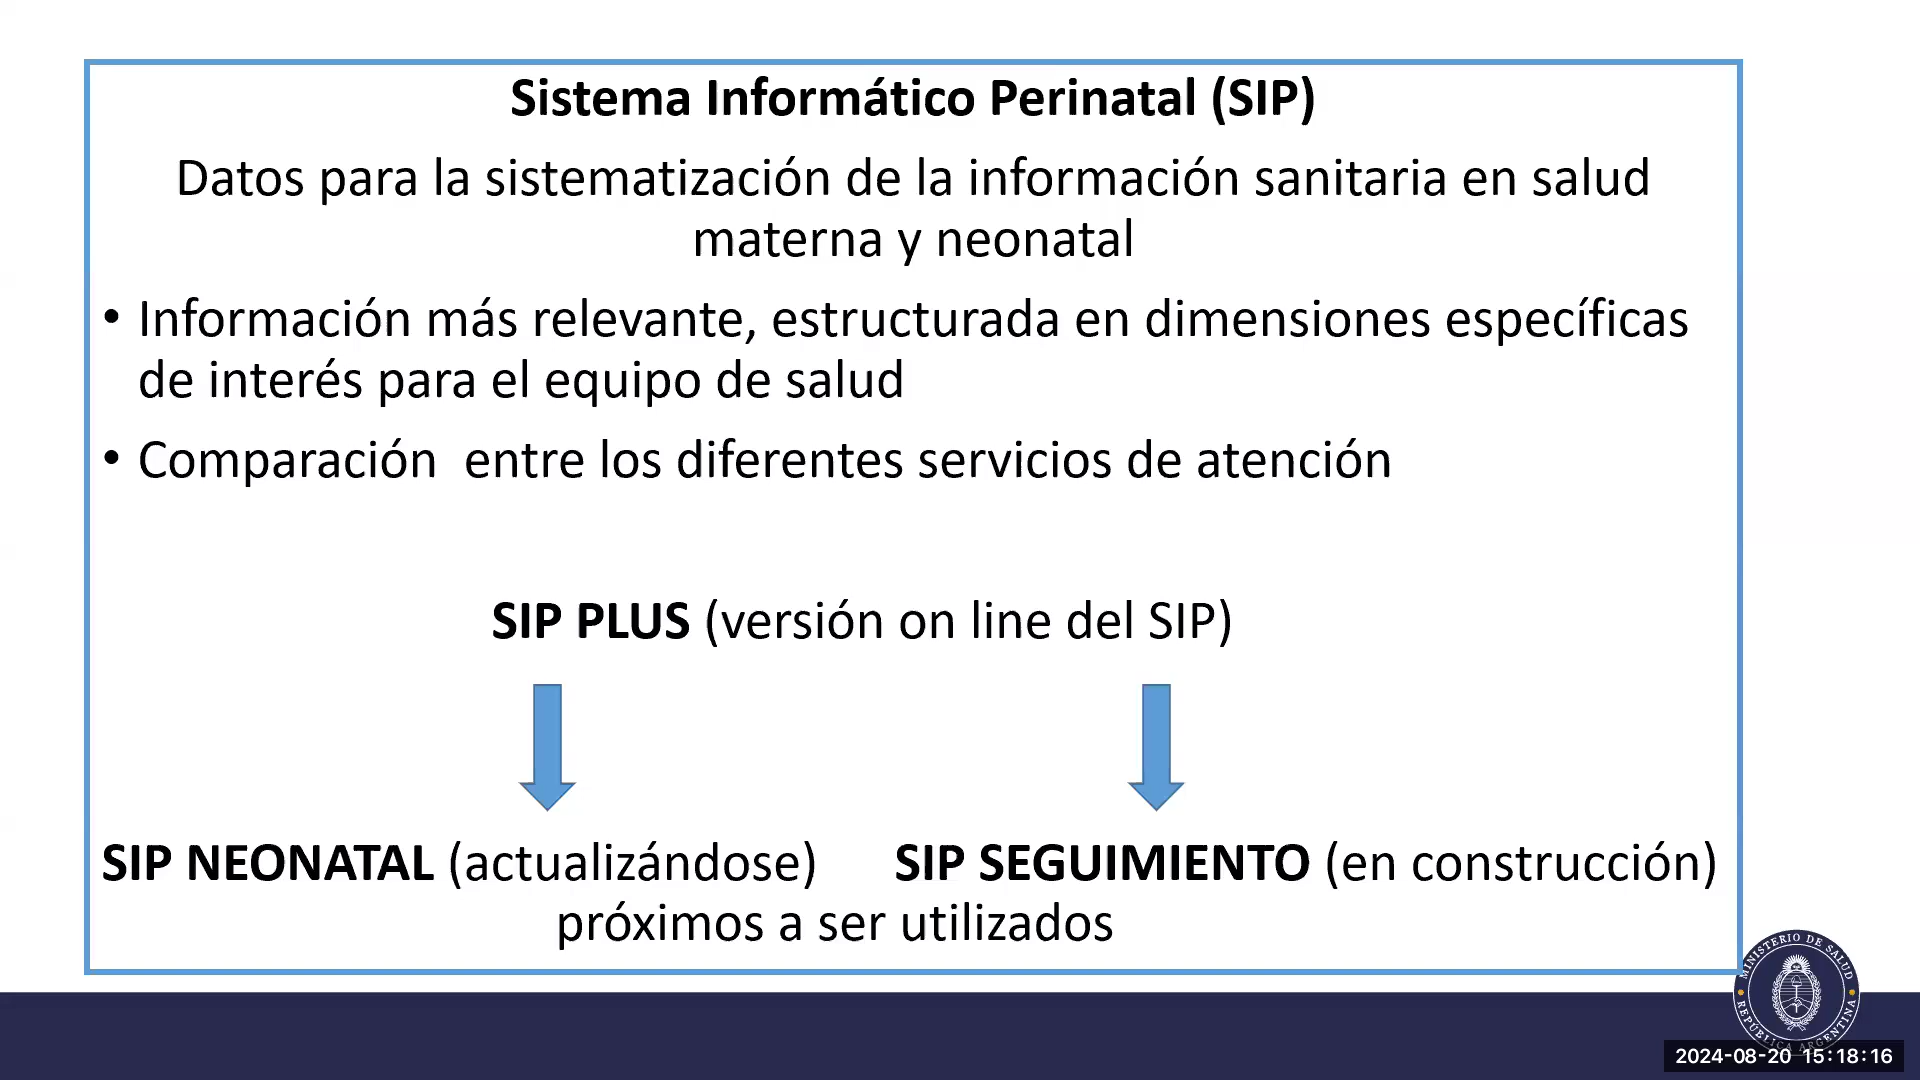 Sistema Informático Perinatal (SIP)
Datos para la sistematización de la información sanitaria en salud
materna y neonatal
• Información más relevante, estructurada en dimensiones específicas
de interés para el equipo de salud
• Comparación  entre los diferentes servicios de atención
SIP PLUS (versión on line del SIP)
SIP NEONATAL (actualizándose) SIP SEGUIMIENTO (en construcción)
próximos a ser utilizados
MINISTERIO DE SALUD
REPÚBLICA ARGENTINA
2024-08-20 15:18:16